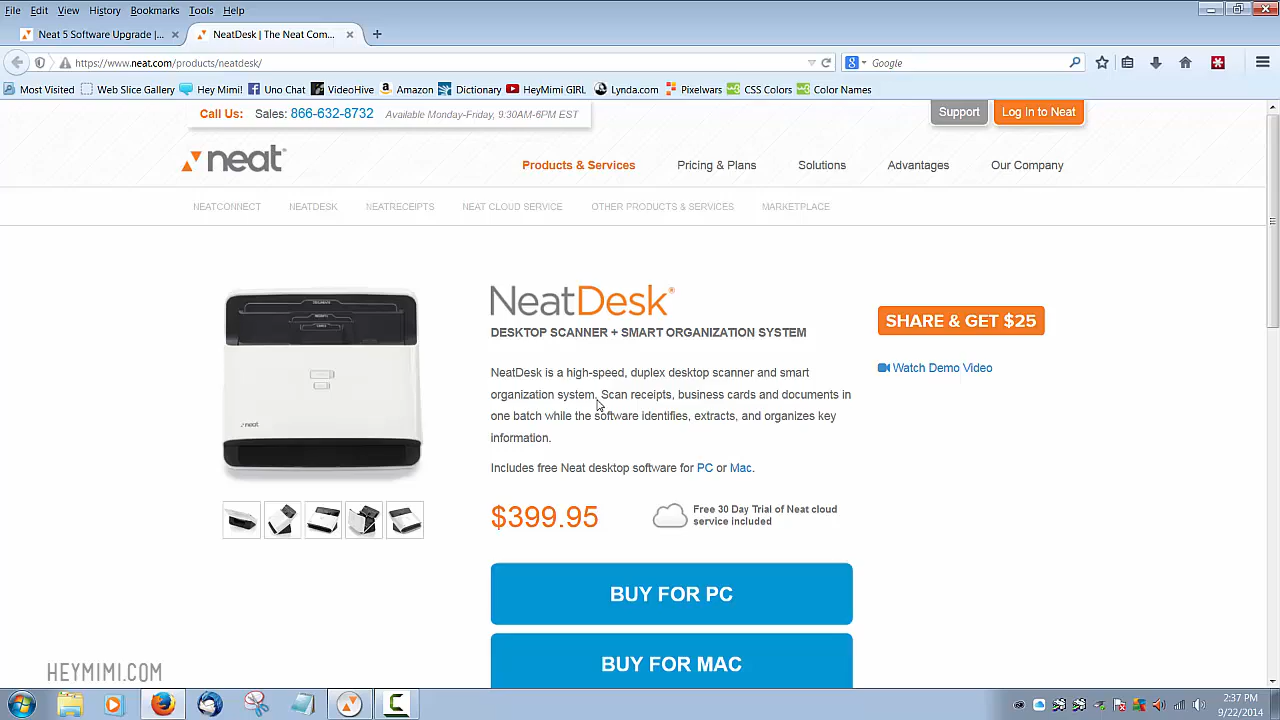 File Edit View History Bookmarks Tools Help
Neat 5 Software Upgrade |... × NeatDesk | The Neat Com... × +
https://www.neat.com/products/neatdesk/ Google
Most Visited Web Slice Gallery Hey Mimi! Uno Chat VideoHive Amazon Dictionary HeyMimi GIRL Lynda.com Pixelwars CSS Colors Color Names
Call Us: Sales: 866-632-8732 Available Monday-Friday, 9:30AM-6PM EST Support Log In to Neat
neat Products & Services Pricing & Plans Solutions Advantages Our Company
NEATCONNECT NEATDESK NEATRECEIPTS NEAT CLOUD SERVICE OTHER PRODUCTS & SERVICES MARKETPLACE
NeatDesk®
DESKTOP SCANNER + SMART ORGANIZATION SYSTEM
SHARE & GET $25
Watch Demo Video
NeatDesk is a high-speed, duplex desktop scanner and smart
organization system. Scan receipts, business cards and documents in
one batch while the software identifies, extracts, and organizes key
information.
Includes free Neat desktop software for PC or Mac.
neat
$399.95
Free 30 Day Trial of Neat cloud
service included
BUY FOR PC
BUY FOR MAC
HEYMIMI.COM
2:37 PM
9/22/2014